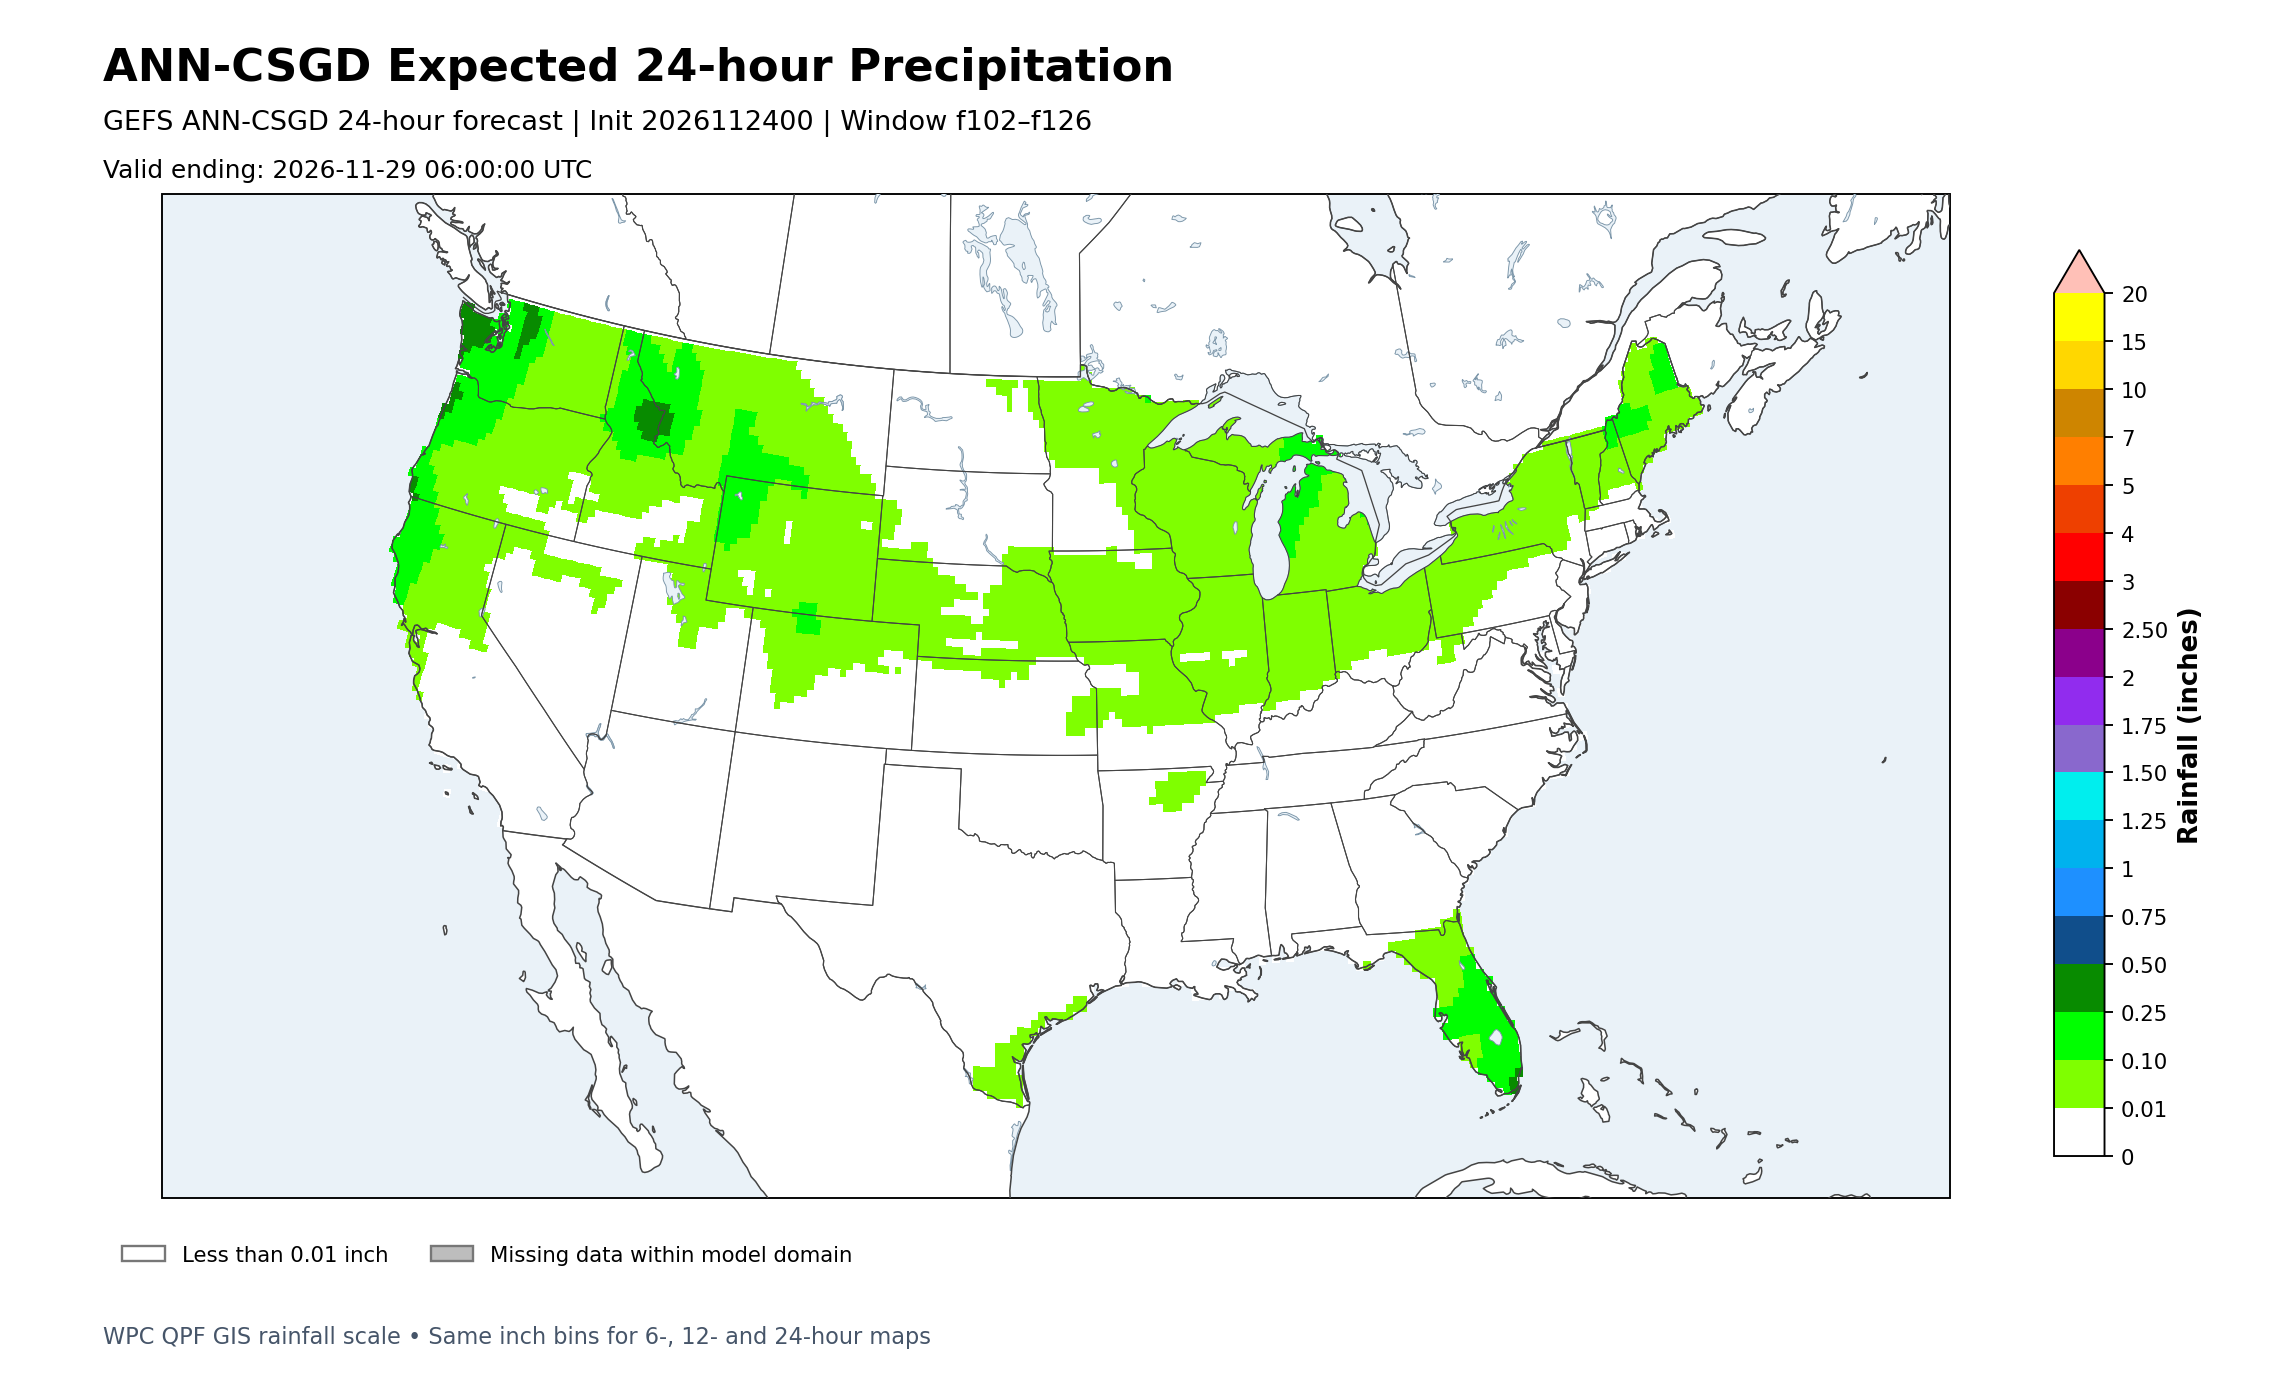 ANN-CSGD Expected 24-hour Precipitation
GEFS ANN-CSGD 24-hour forecast | Init 2026112400 | Window f102–f126
Valid ending: 2026-11-29 06:00:00 UTC
20
15
10
7
5
4
3
2.50
2
1.75
1.50
1.25
1
0.75
0.50
0.25
0.10
0.01
0
Rainfall (inches)
Less than 0.01 inch
Missing data within model domain
WPC QPF GIS rainfall scale • Same inch bins for 6-, 12- and 24-hour maps